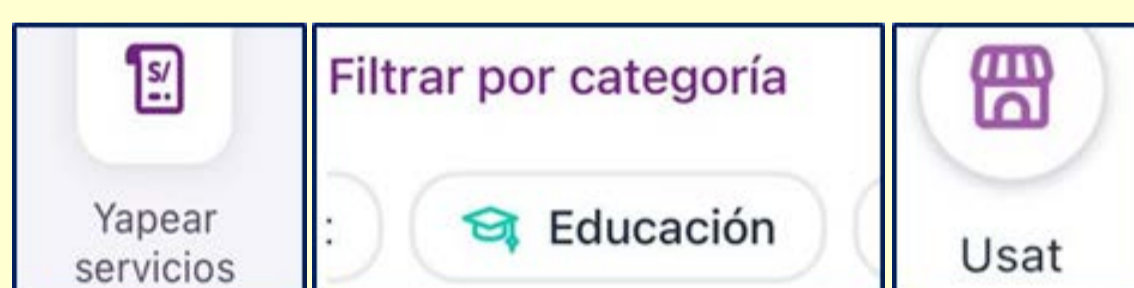 S/
Yapear
servicios
Filtrar por categoría
Educación
Usat